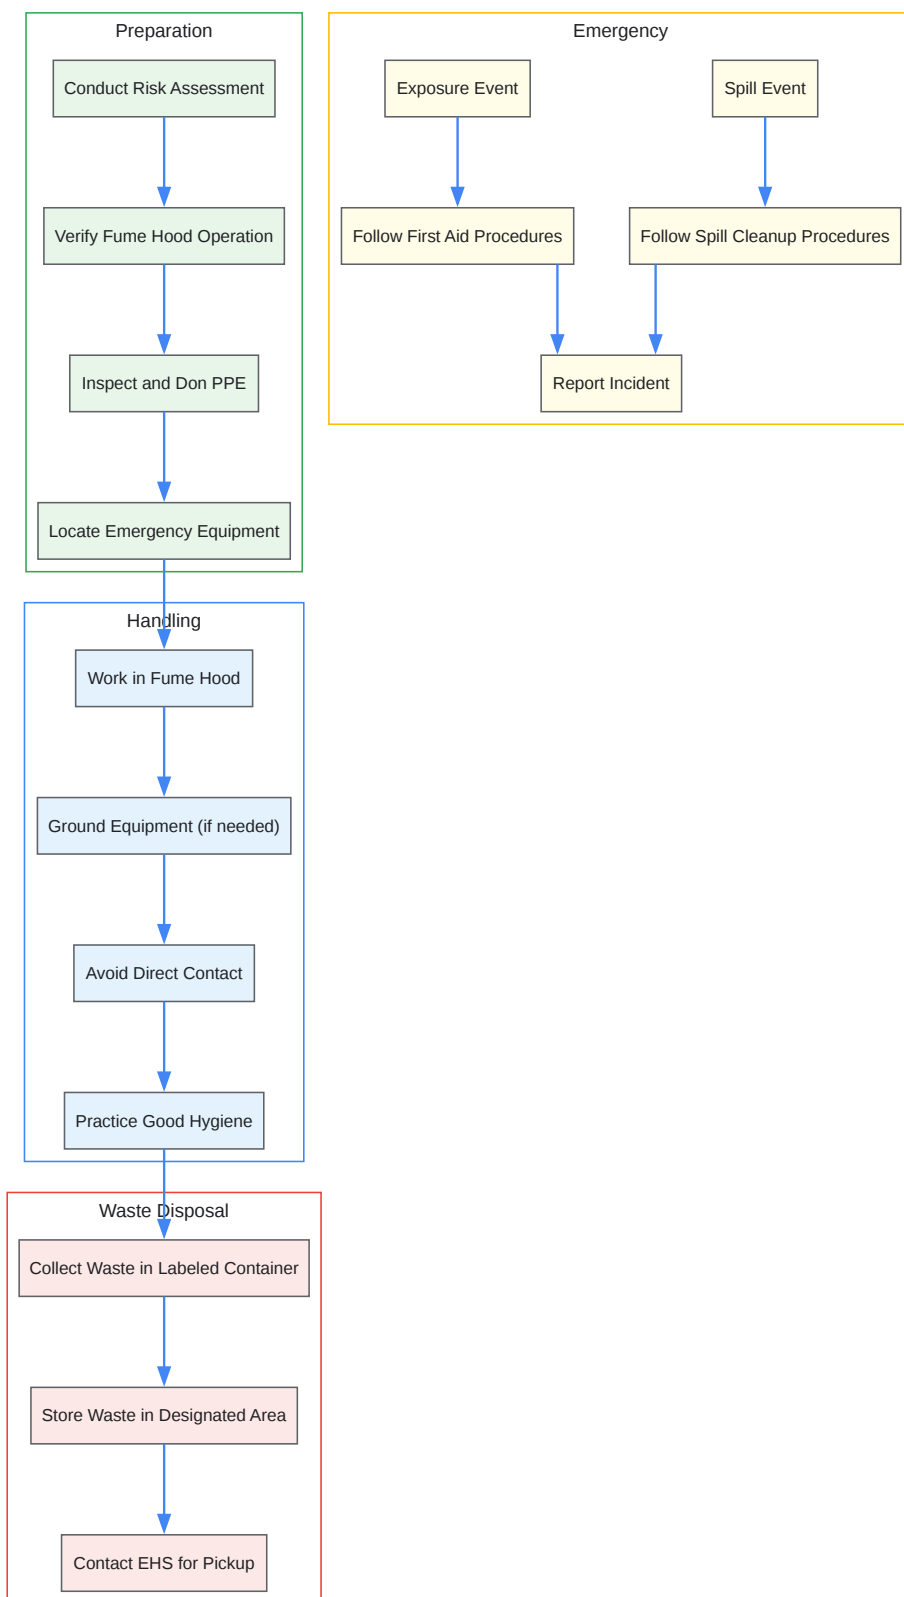 Preparation
Conduct Risk Assessment
Verify Fume Hood Operation
Inspect and Don PPE
Locate Emergency Equipment
Handling
Work in Fume Hood
Ground Equipment (if needed)
Avoid Direct Contact
Practice Good Hygiene
Waste Disposal
Collect Waste in Labeled Container
Store Waste in Designated Area
Contact EHS for Pickup
Emergency
Exposure Event
Spill Event
Follow First Aid Procedures
Follow Spill Cleanup Procedures
Report Incident